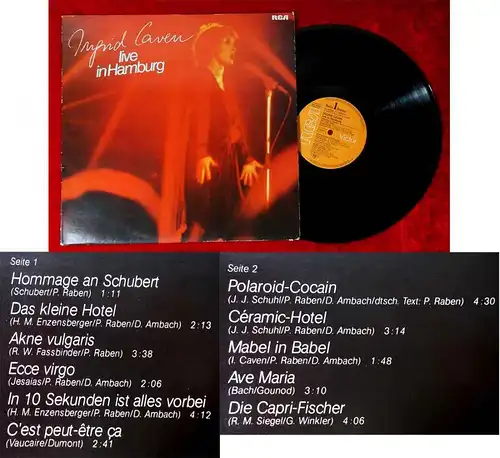 Ingrid Caven
live
in Hamburg
RCA
Seite 1
Hommage an Schubert
(Schubert/P. Raben) 1:11
Das kleine Hotel
(H. M. Enzensberger/P. Raben/D. Ambach) 2:13
Akne vulgaris
(R. W. Fassbinder/P. Raben) 3:38
Ecce virgo
(Jesaias/P. Raben/D. Ambach) 2:06
In 10 Sekunden ist alles vorbei
(H. M. Enzensberger/P. Raben/D. Ambach) 4:12
C'est peut-être ça
(Vaucaire/Dumont) 2:41
Seite 2
Polaroid-Cocain
(J. J. Schuhl/P. Raben/D. Ambach/dtsch. Text: P. Raben) 4:30
Céramic-Hotel
(J. J. Schuhl/P. Raben/D. Ambach) 3:14
Mabel in Babel
(I. Caven/P. Raben/D. Ambach) 1:48
Ave Maria
(Bach/Gounod) 3:10
Die Capri-Fischer
(R. M. Siegel/G. Winkler) 4:06